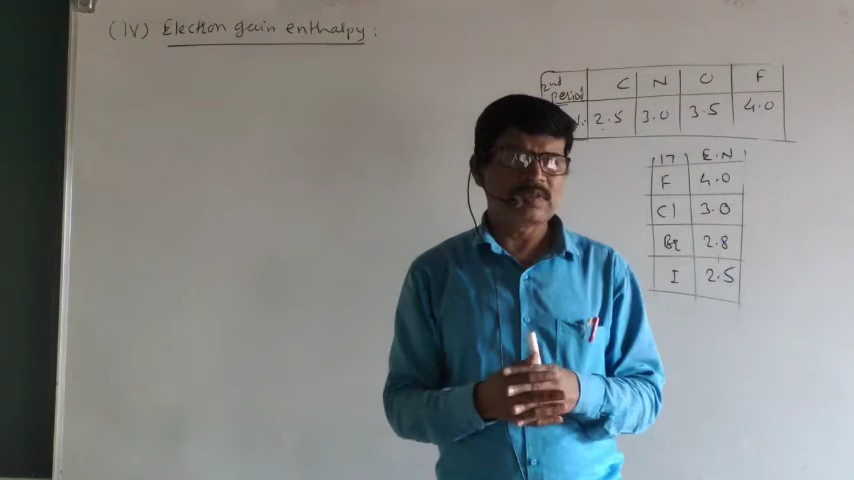 (iv) Electron gain enthalpy :
2nd period C N O F
N. 2.5 3.0 3.5 4.0
17 E.N
F 4.0
Cl 3.0
Br 2.8
I 2.5